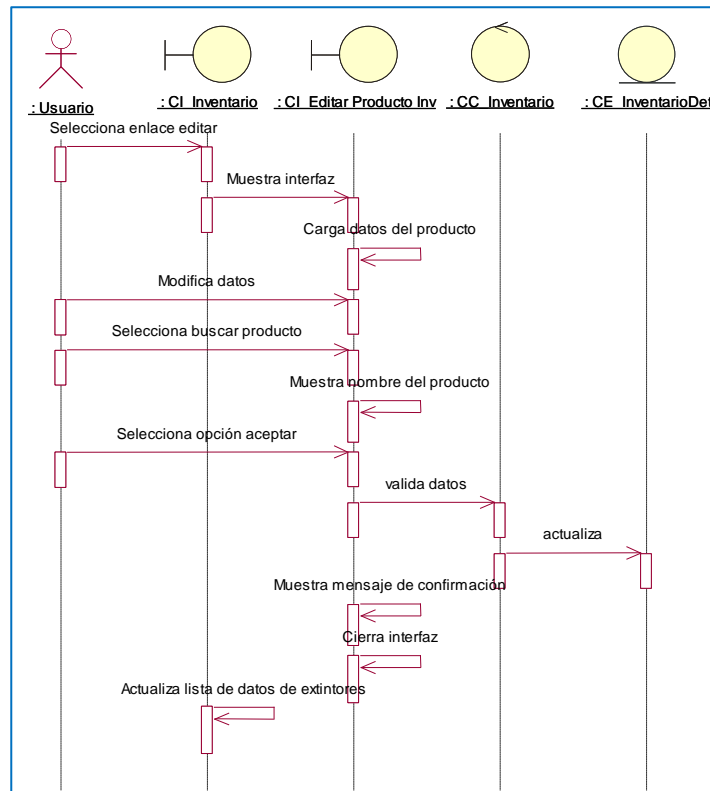 : Usuario
: CI_Inventario
: CI_Editar Producto Inv
: CC_Inventario
: CE_InventarioDet
Selecciona enlace editar
Muestra interfaz
Carga datos del producto
Modifica datos
Selecciona buscar producto
Muestra nombre del producto
Selecciona opción aceptar
valida datos
actualiza
Muestra mensaje de confirmación
Cierra interfaz
Actualiza lista de datos de extintores